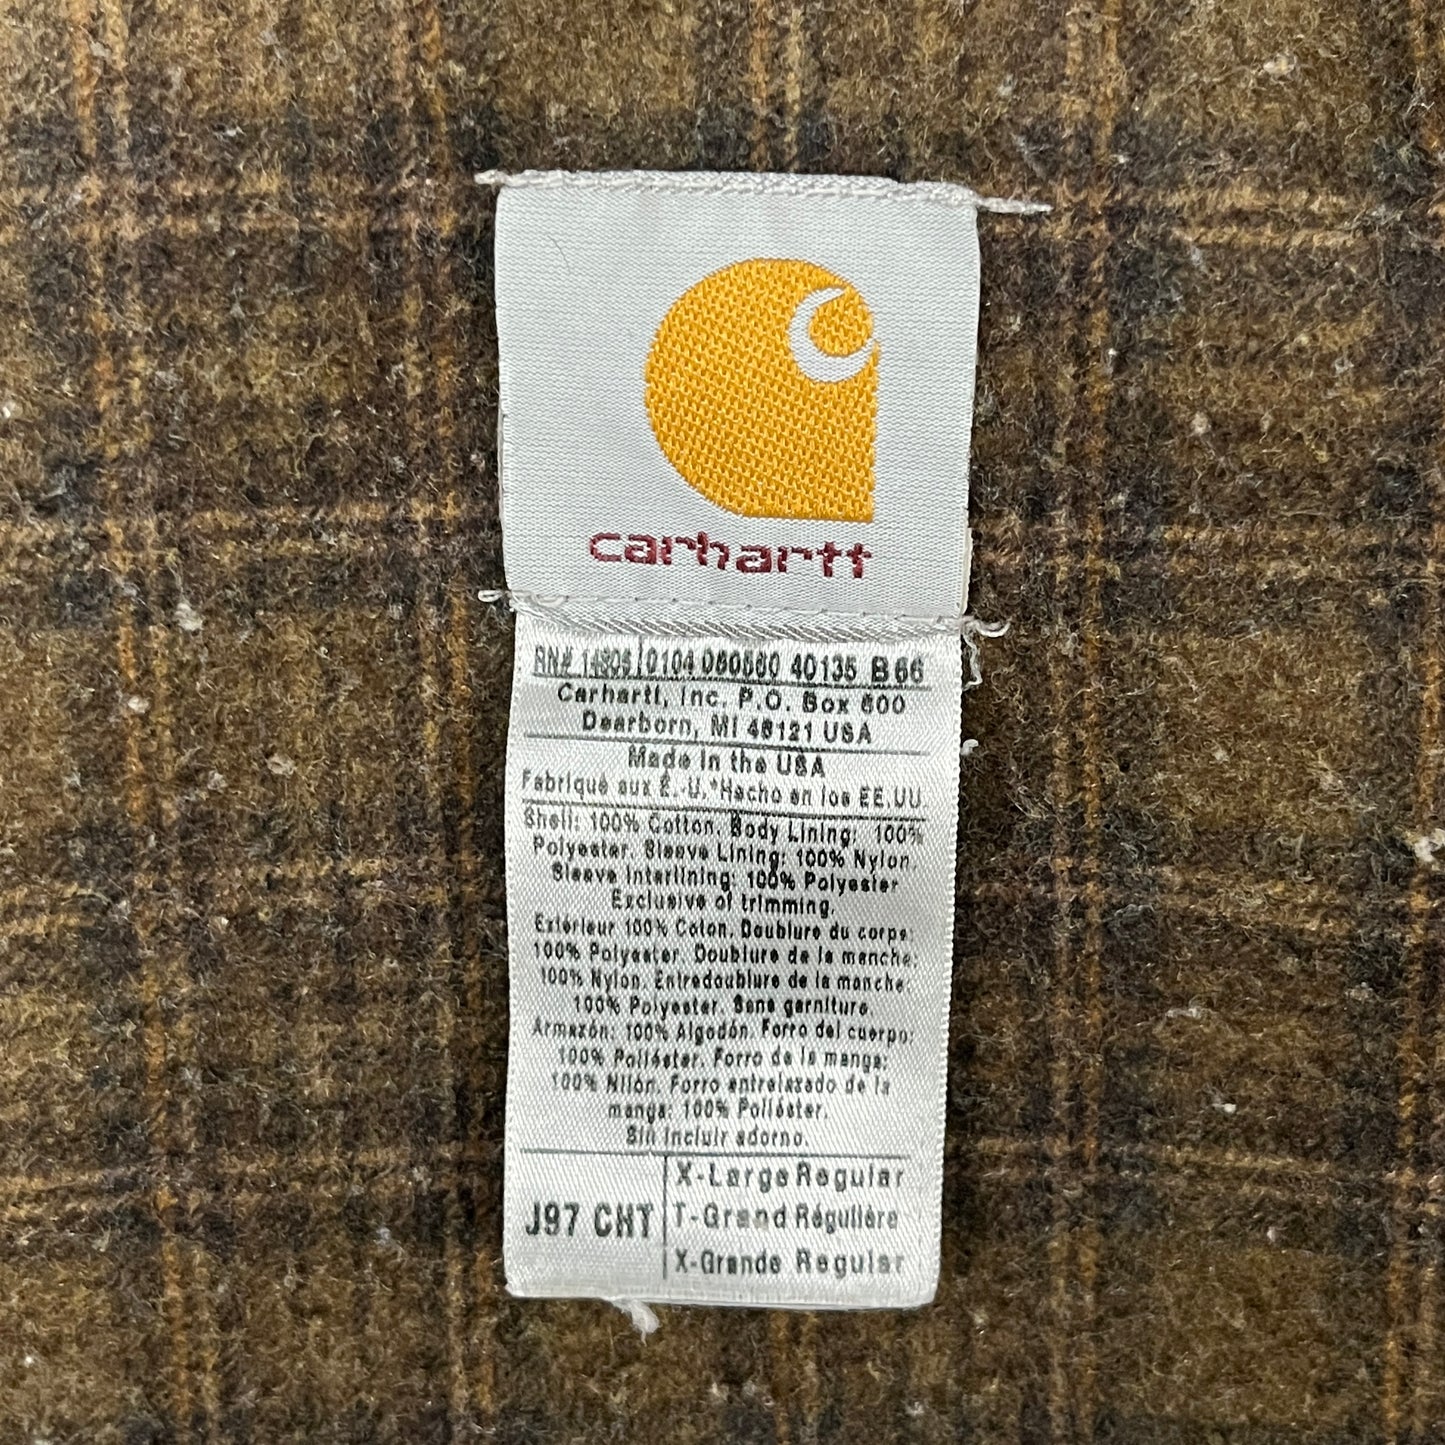 carhartt
RN# 14806 0104 060560 40135 B66
Carhartt, Inc. P.O. Box 600
Dearborn, MI 48121 USA
Made in the USA
Fabriqué aux É.-U.*Hecho en los EE.UU.
Shell: 100% Cotton. Body Lining: 100%
Polyester. Sleeve Lining: 100% Nylon.
Sleeve Interlining: 100% Polyester
Exclusive of trimming.
Extérieur 100% Coton. Doublure du corps:
100% Polyester. Doublure de la manche:
100% Nylon. Entredoublure de la manche:
100% Polyester. Sans garniture.
Armazón: 100% Algodón. Forro del cuerpo:
100% Poliéster. Forro de la manga:
100% Nilón. Forro entrelazado de la
manga: 100% Poliéster.
Sin incluir adorno.
J97 CHT
X-Large Regular
T-Grand Régulière
X-Grande Regular